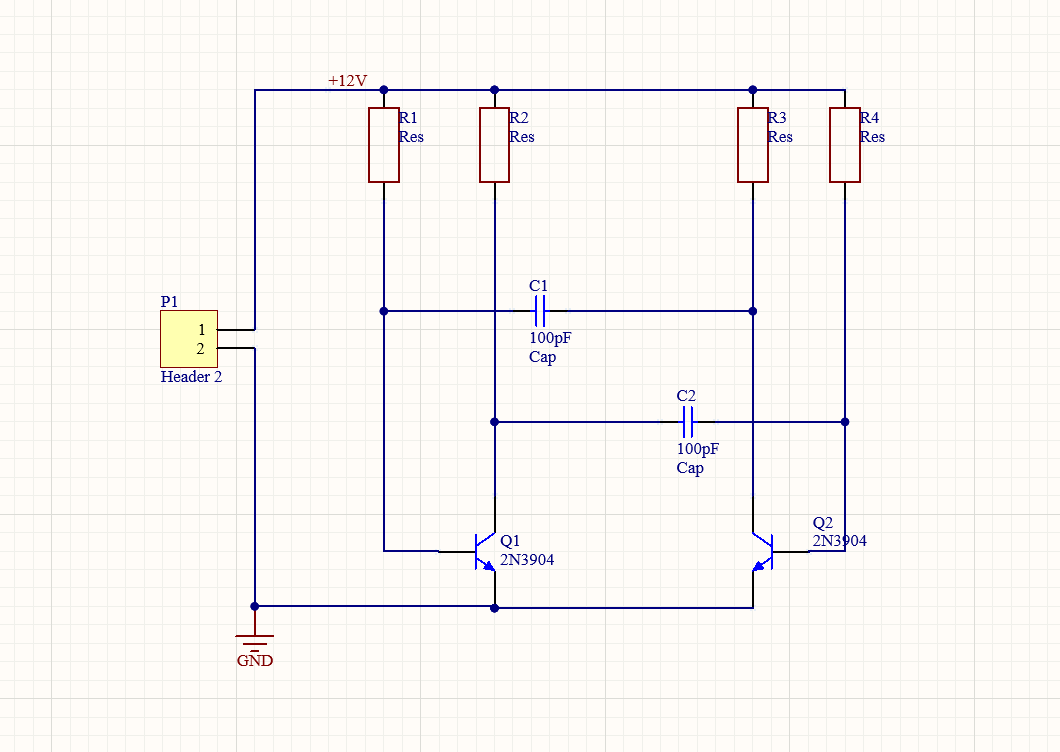 +12V
R1
Res
R2
Res
R3
Res
R4
Res
C1
100pF
Cap
P1
1
2
Header 2
C2
100pF
Cap
Q1
2N3904
Q2
2N3904
GND